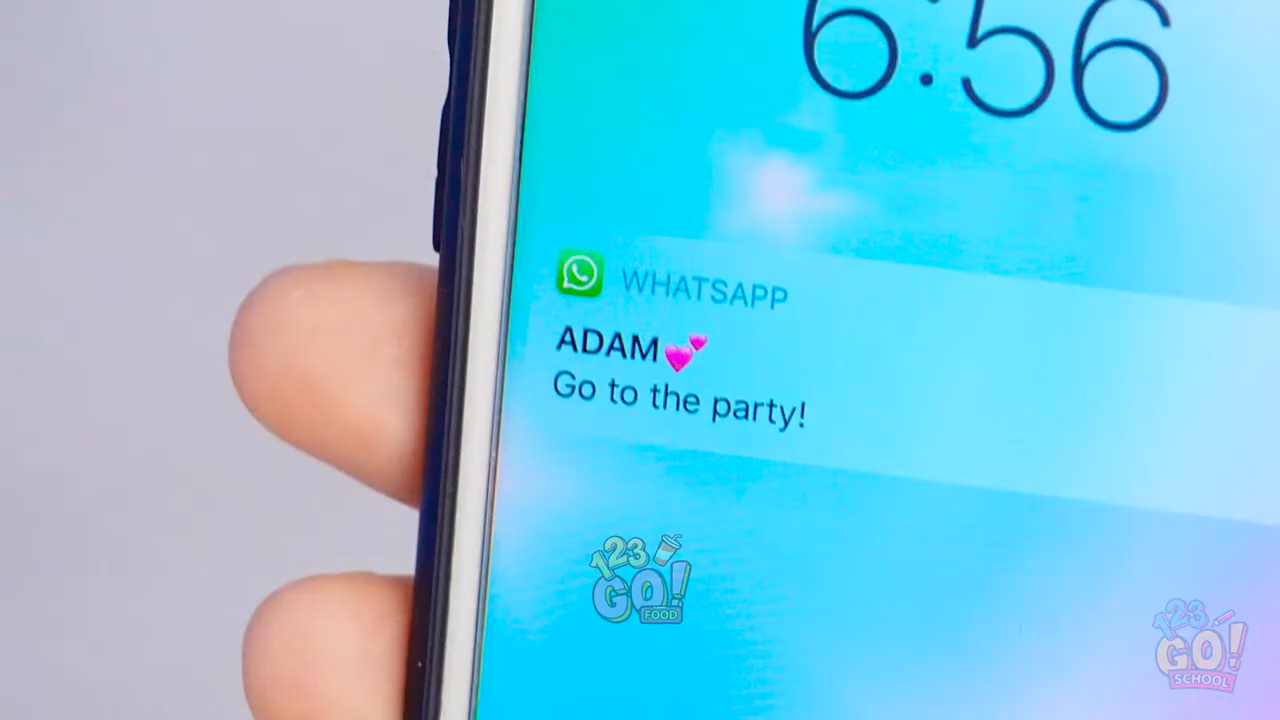 6:56
WHATSAPP
ADAM💕
Go to the party!
123
GO!
FOOD
123
GO!
SCHOOL